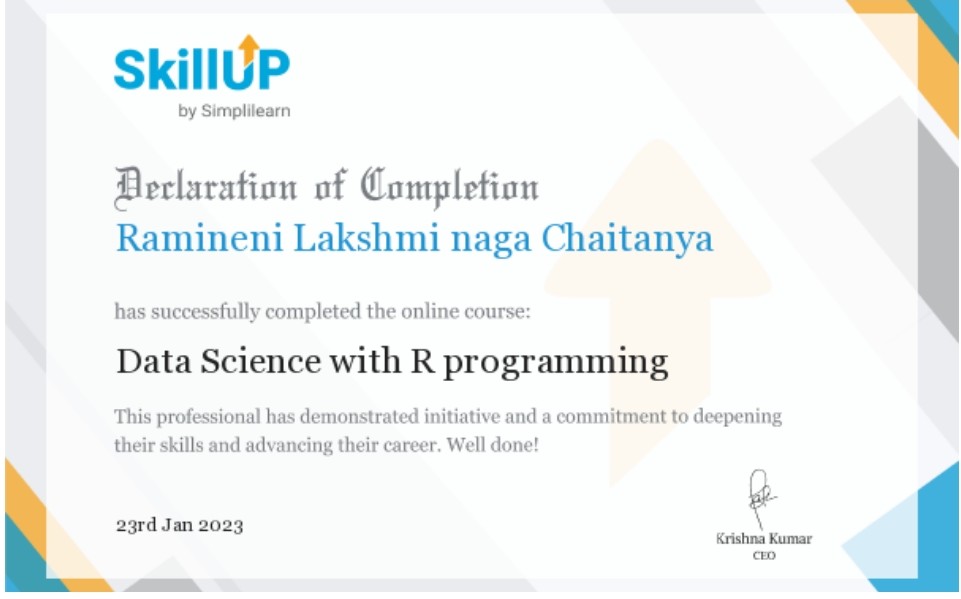 SkillUP
by Simplilearn
Declaration of Completion
Ramineni Lakshmi naga Chaitanya
has successfully completed the online course:
Data Science with R programming
This professional has demonstrated initiative and a commitment to deepening
their skills and advancing their career. Well done!
23rd Jan 2023
Krishna Kumar
CEO